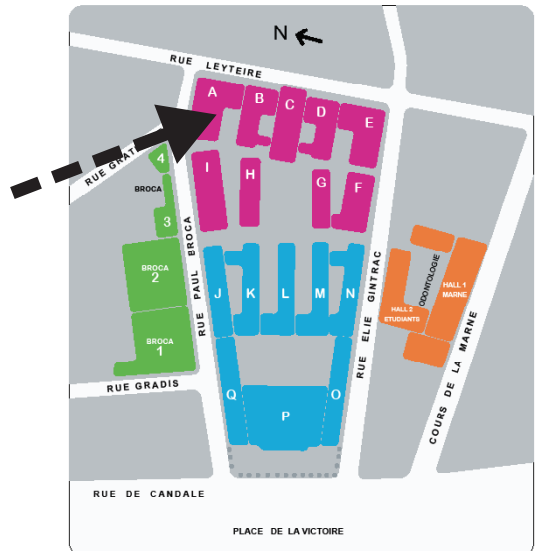 N
RUE LEYTEIRE
A
B
C
D
E
RUE GRAT
4
I
H
G
F
BROCA
3
RUE PAUL BROCA
BROCA
2
J
K
L
M
N
RUE ELIE GINTRAC
ODONTOLOGIE
HALL 1
MARNE
HALL 2
ETUDIANTS
COURS DE LA MARNE
BROCA
1
RUE GRADIS
Q
P
O
RUE DE CANDALE
PLACE DE LA VICTOIRE